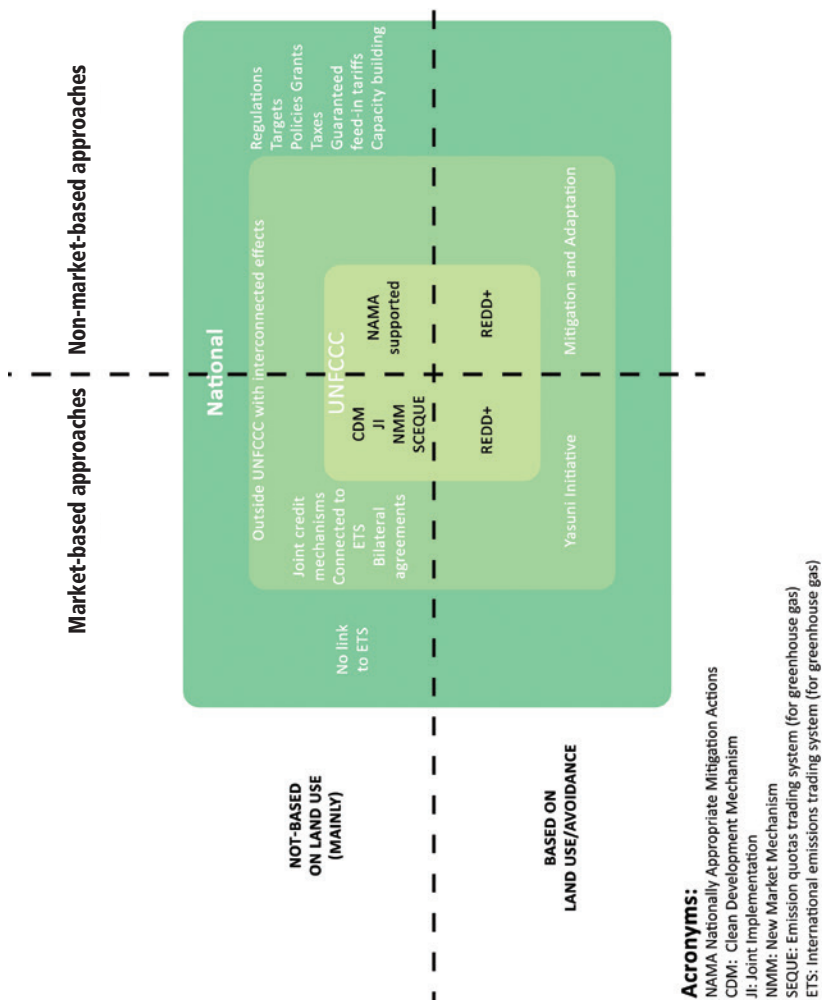 Market-based approaches
Non-market-based approaches
NOT-BASED
ON LAND USE
(MAINLY)
BASED ON
LAND USE/AVOIDANCE
National
No link
to ETS
Regulations
Targets
Policies Grants
Taxes
Guaranteed
feed-in tariffs
Capacity building
Outside UNFCCC with interconnected effects
Joint credit
mechanisms
Connected to
ETS
Bilateral
agreements
UNFCCC
CDM
JI
NMM
SCEQUE
NAMA
supported
REDD+
REDD+
Yasuni Initiative
Mitigation and Adaptation
Acronyms:
NAMA Nationally Appropriate Mitigation Actions
CDM: Clean Development Mechanism
JI: Joint Implementation
NMM: New Market Mechanism
SEQUE: Emission quotas trading system (for greenhouse gas)
ETS: International emissions trading system (for greenhouse gas)